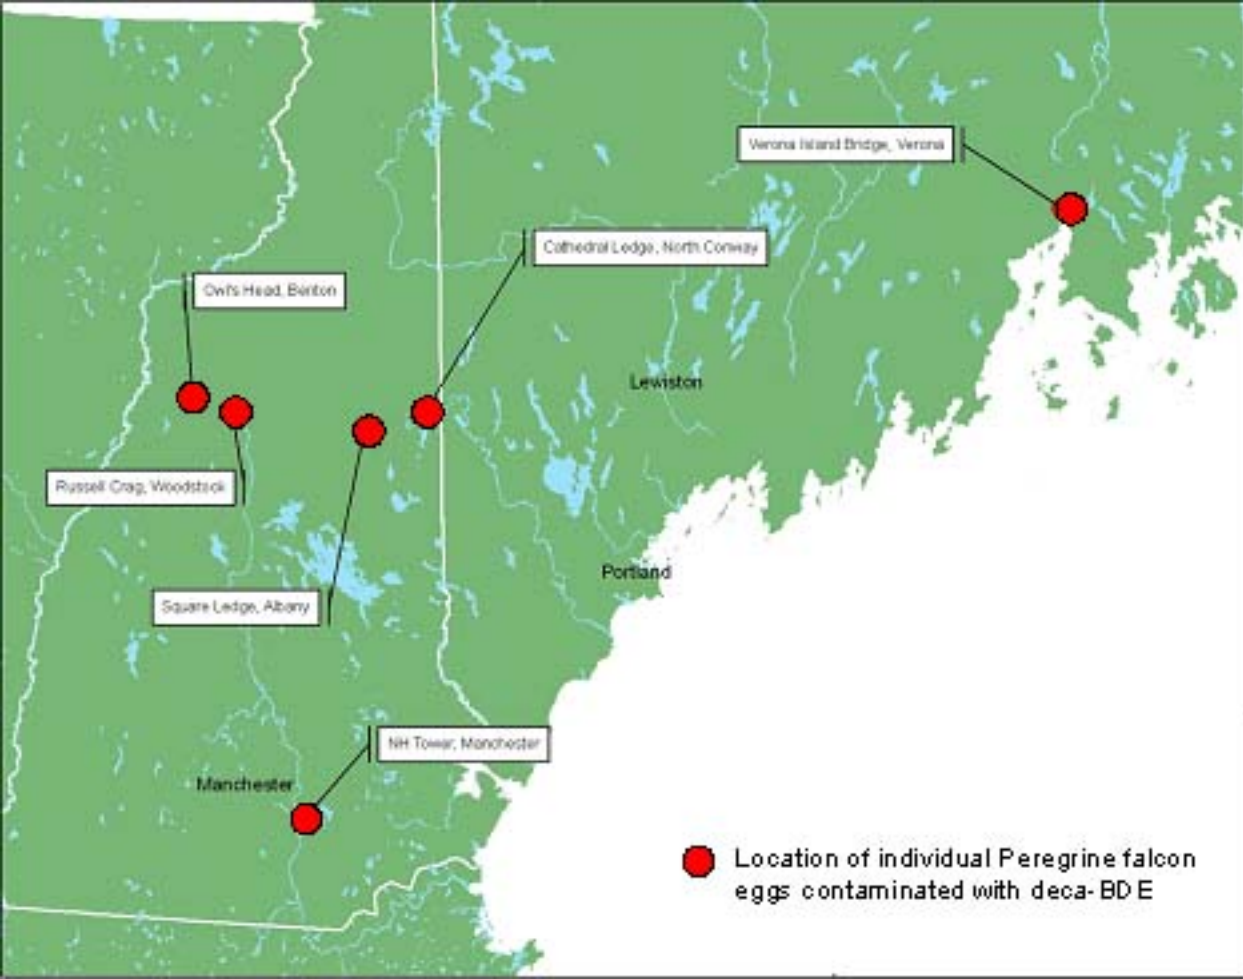 Verona Island Bridge, Verona
Cathedral Ledge, North Conway
Owl's Head, Benton
Lewiston
Russell Crag, Woodstock
Portland
Square Ledge, Albany
NH Tower, Manchester
Manchester
Location of individual Peregrine falcon
eggs contaminated with deca-BDE